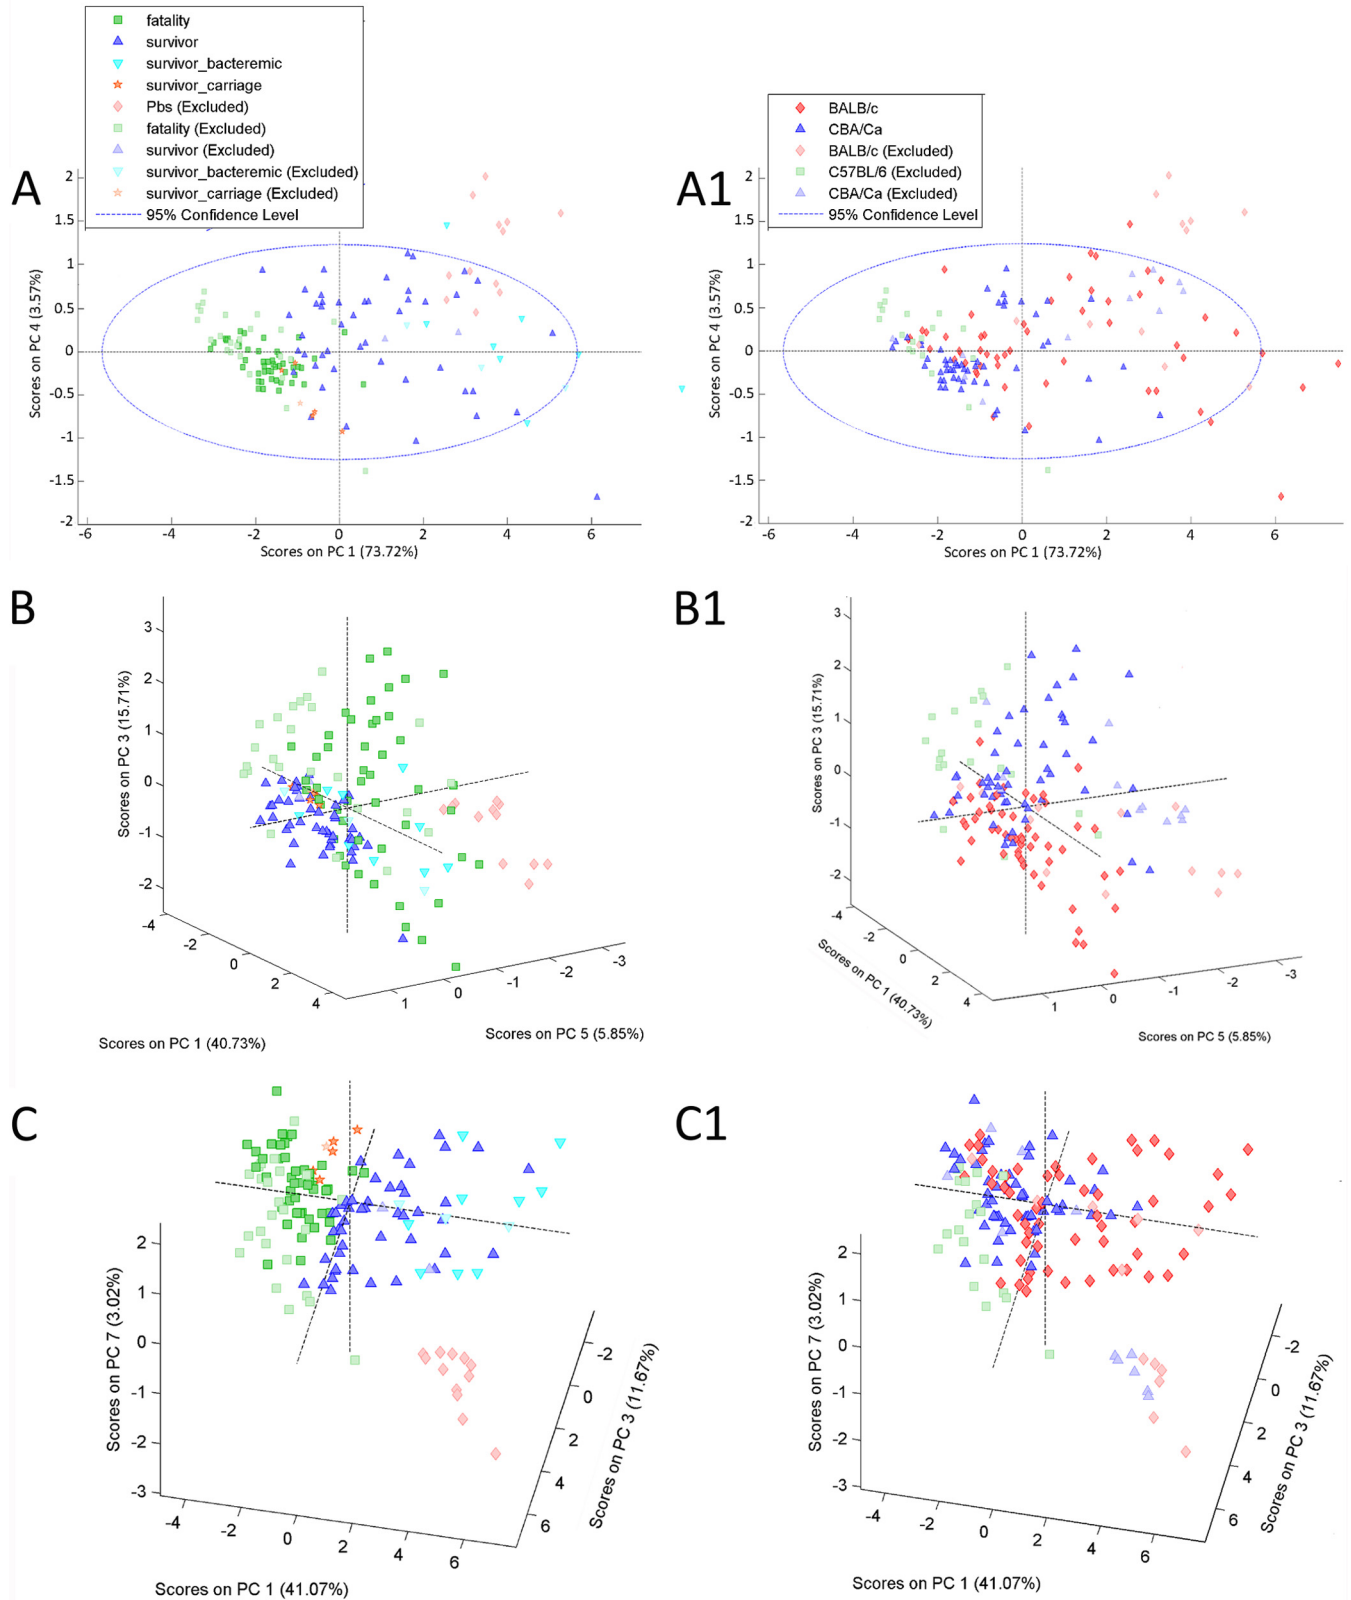 fatality
survivor
survivor_bacteremic
survivor_carriage
Pbs (Excluded)
fatality (Excluded)
survivor (Excluded)
survivor_bacteremic (Excluded)
survivor_carriage (Excluded)
95% Confidence Level
A
Scores on PC 4 (3.57%)
2
1.5
1
0.5
0
-0.5
-1
-1.5
-2
-6 -4 -2 0 2 4 6
Scores on PC 1 (73.72%)
BALB/c
CBA/Ca
BALB/c (Excluded)
C57BL/6 (Excluded)
CBA/Ca (Excluded)
95% Confidence Level
A1
Scores on PC 4 (3.57%)
2
1.5
1
0.5
0
-0.5
-1
-1.5
-2
-6 -4 -2 0 2 4 6
Scores on PC 1 (73.72%)
B
Scores on PC 3 (15.71%)
3
2
1
0
-1
-2
-4 -2 0 2 4
1 0 -1 -2 -3
Scores on PC 1 (40.73%)
Scores on PC 5 (5.85%)
B1
Scores on PC 3 (15.71%)
3
2
1
0
-1
-2
-4 -2 0 2 4
1 0 -1 -2 -3
Scores on PC 1 (40.73%)
Scores on PC 5 (5.85%)
C
Scores on PC 7 (3.02%)
2
1
0
-1
-2
-3
-4 -2 0 2 4 6
-2
0
2
4
6
Scores on PC 3 (11.67%)
Scores on PC 1 (41.07%)
C1
Scores on PC 7 (3.02%)
2
1
0
-1
-2
-3
-4 -2 0 2 4 6
-2
0
2
4
6
Scores on PC 3 (11.67%)
Scores on PC 1 (41.07%)